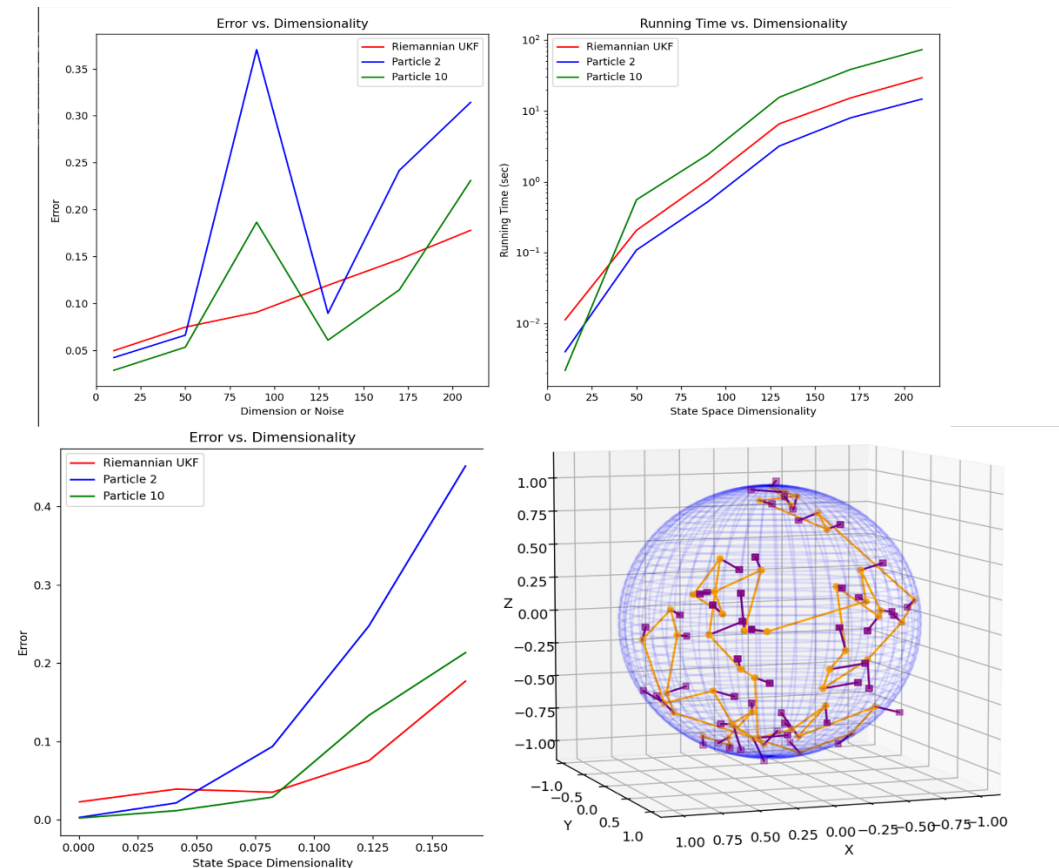 Error vs. Dimensionality
Riemannian UKF
Particle 2
Particle 10
Error
0.35
0.30
0.25
0.20
0.15
0.10
0.05
0 25 50 75 100 125 150 175 200
Dimension or Noise
Running Time vs. Dimensionality
Riemannian UKF
Particle 2
Particle 10
Running Time (sec)
10²
10¹
10⁰
10⁻¹
10⁻²
0 25 50 75 100 125 150 175 200
State Space Dimensionality
Error vs. Dimensionality
Riemannian UKF
Particle 2
Particle 10
Error
0.4
0.3
0.2
0.1
0.0
0.000 0.025 0.050 0.075 0.100 0.125 0.150
State Space Dimensionality
Z
1.00
0.75
0.50
0.25
0.00
−0.25
−0.50
−0.75
−1.00
−1.0
−0.5
0.0
0.5
1.0
Y
1.00 0.75 0.50 0.25 0.00 −0.25 −0.50 −0.75 −1.00
X